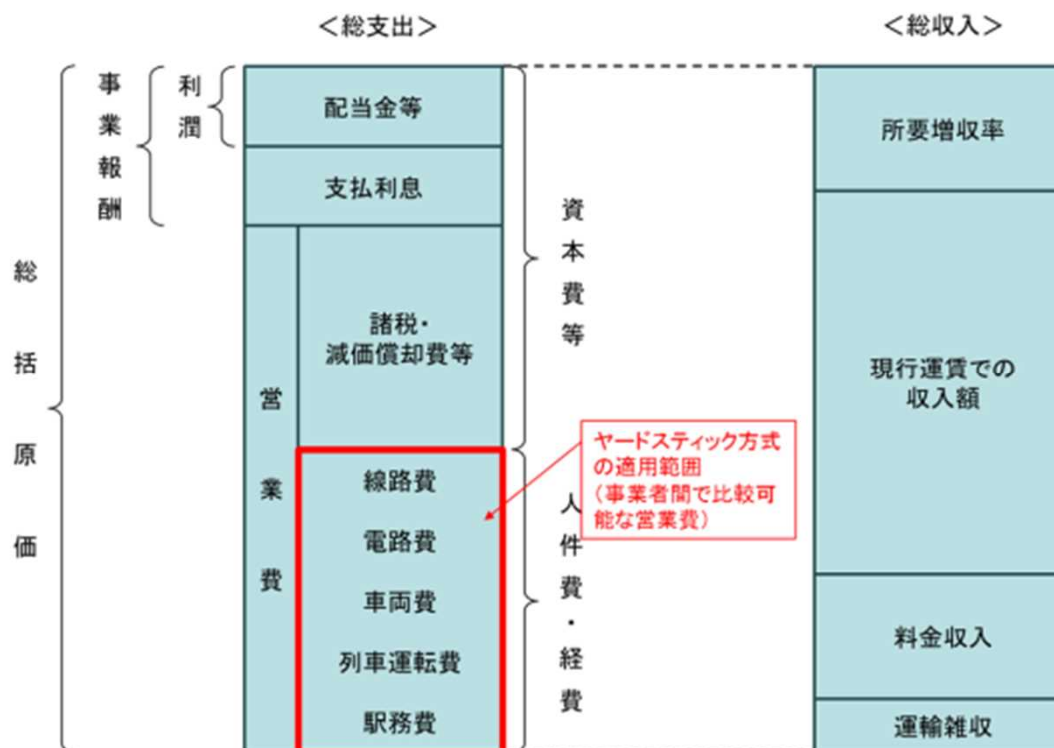 ＜総支出＞
＜総収入＞
総括原価
事業報酬
利潤
配当金等
支払利息
営業費
諸税・
減価償却費等
線路費
電路費
車両費
列車運転費
駅務費
資本費等
人件費・経費
ヤードスティック方式
の適用範囲
（事業者間で比較可
能な営業費）
所要増収率
現行運賃での
収入額
料金収入
運輸雑収